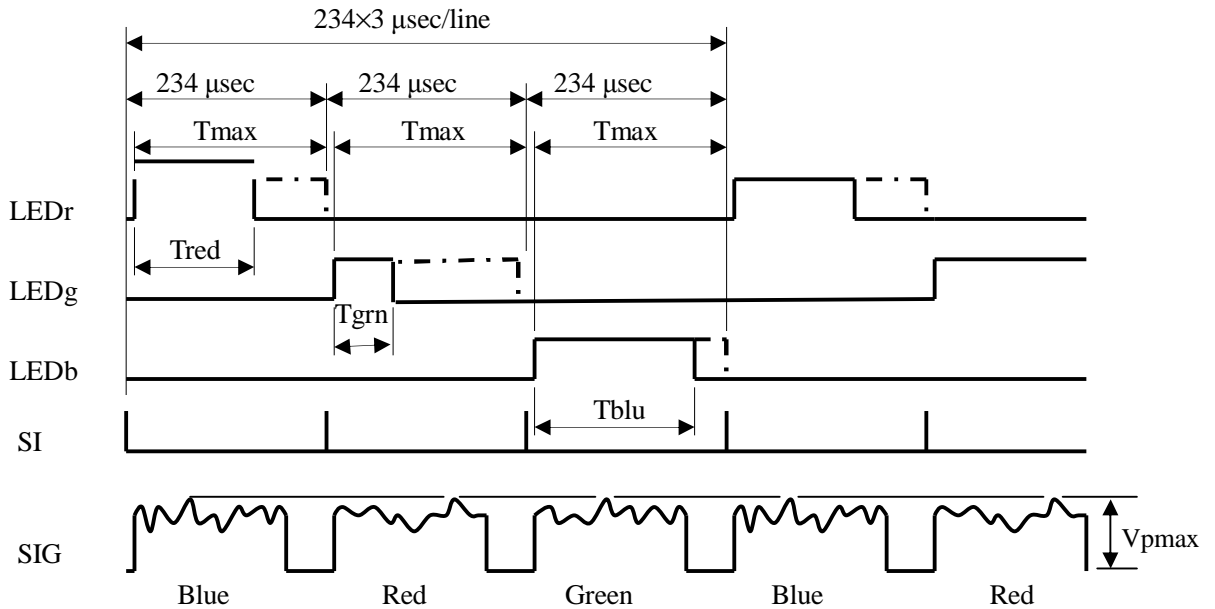 234×3 μsec/line
234 μsec 234 μsec 234 μsec
Tmax Tmax Tmax
LEDr
Tred
LEDg
Tgrn
LEDb
Tblu
SI
SIG
Vpmax
Blue Red Green Blue Red